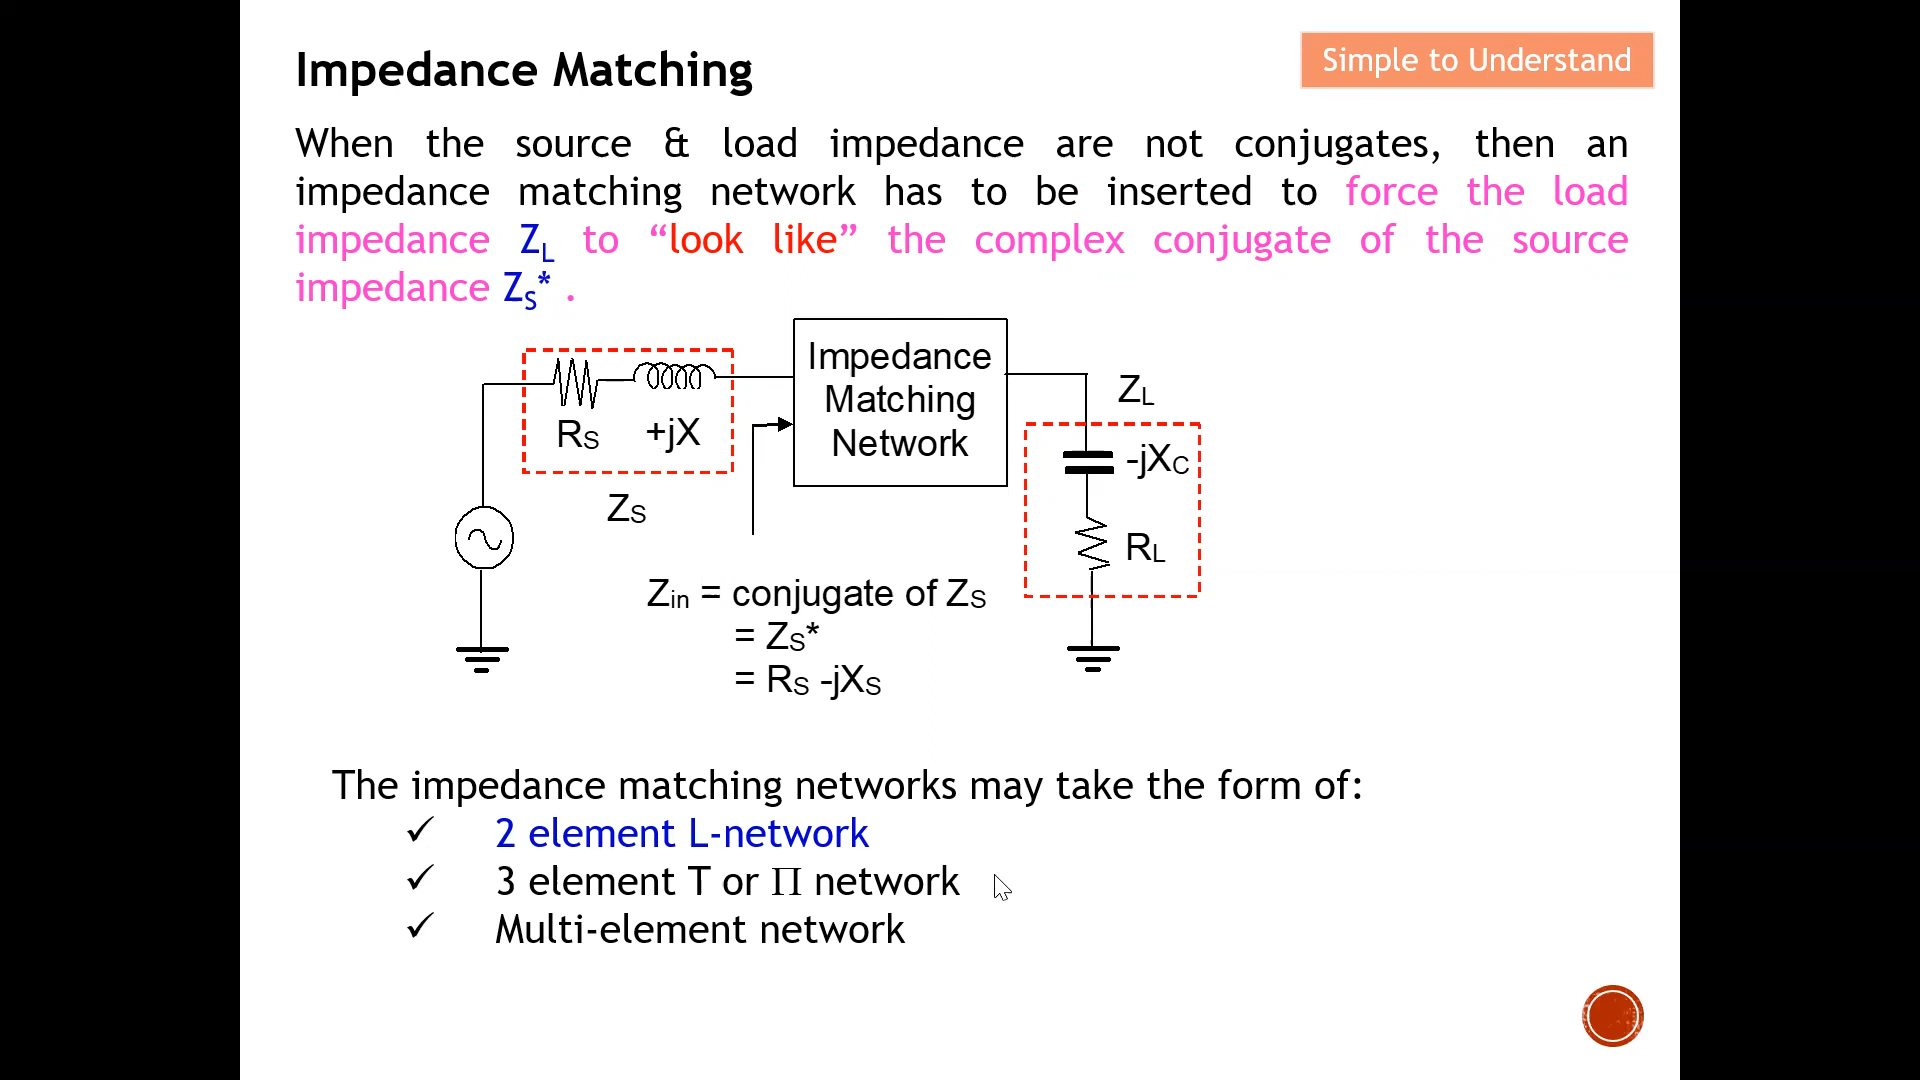 Impedance Matching
Simple to Understand
When the source & load impedance are not conjugates, then an
impedance matching network has to be inserted to force the load
impedance ZL to “look like” the complex conjugate of the source
impedance ZS* .
Impedance
Matching
Network
RS
+jX
ZS
ZL
-jXC
RL
Zin = conjugate of ZS
= ZS*
= RS -jXS
The impedance matching networks may take the form of:
✓ 2 element L-network
✓ 3 element T or Π network
✓ Multi-element network